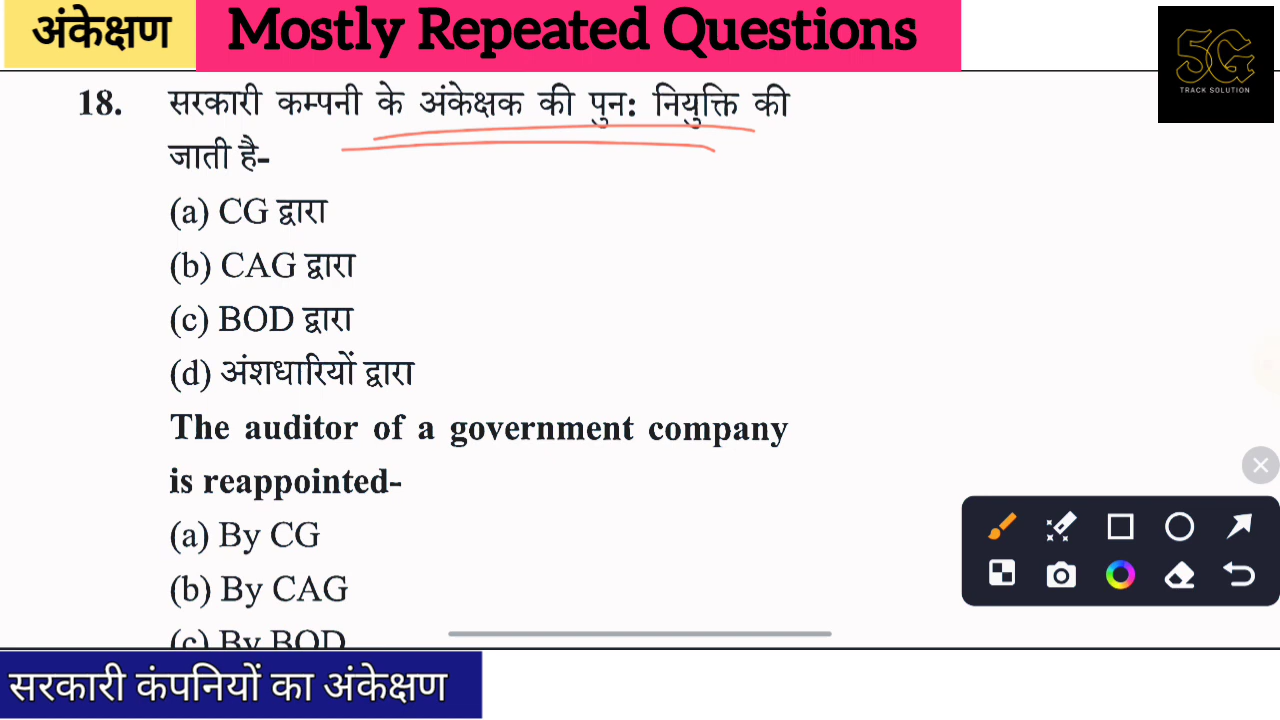 अंकेक्षण
Mostly Repeated Questions
5G
TRACK SOLUTION
18. सरकारी कम्पनी के अंकेक्षक की पुन: नियुक्ति की
जाती है-
(a) CG द्वारा
(b) CAG द्वारा
(c) BOD द्वारा
(d) अंशधारियों द्वारा
The auditor of a government company
is reappointed-
(a) By CG
(b) By CAG
(c) By BOD
सरकारी कंपनियों का अंकेक्षण